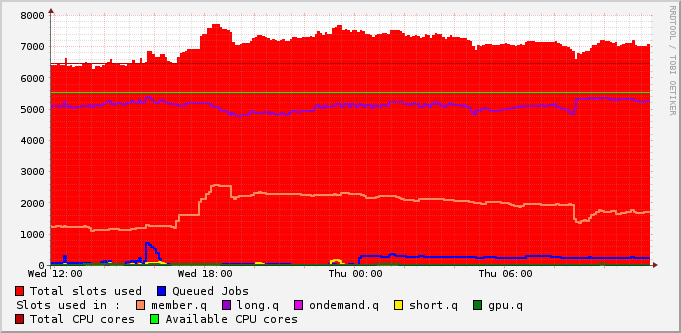 8000
7000
6000
5000
4000
3000
2000
1000
0
Wed 12:00 Wed 18:00 Thu 00:00 Thu 06:00
Total slots used Queued Jobs
Slots used in : member.q long.q ondemand.q short.q gpu.q
Total CPU cores Available CPU cores
RRDTOOL / TOBI OETIKER